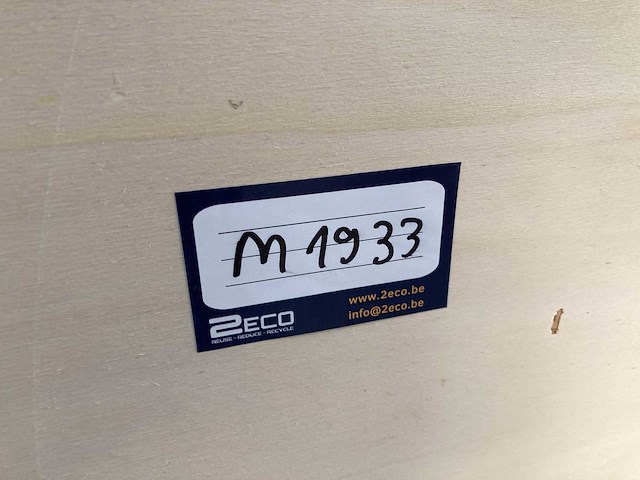 M 1933
www.2eco.be
info@2eco.be
2ECO
REUSE - REDUCE - RECYCLE